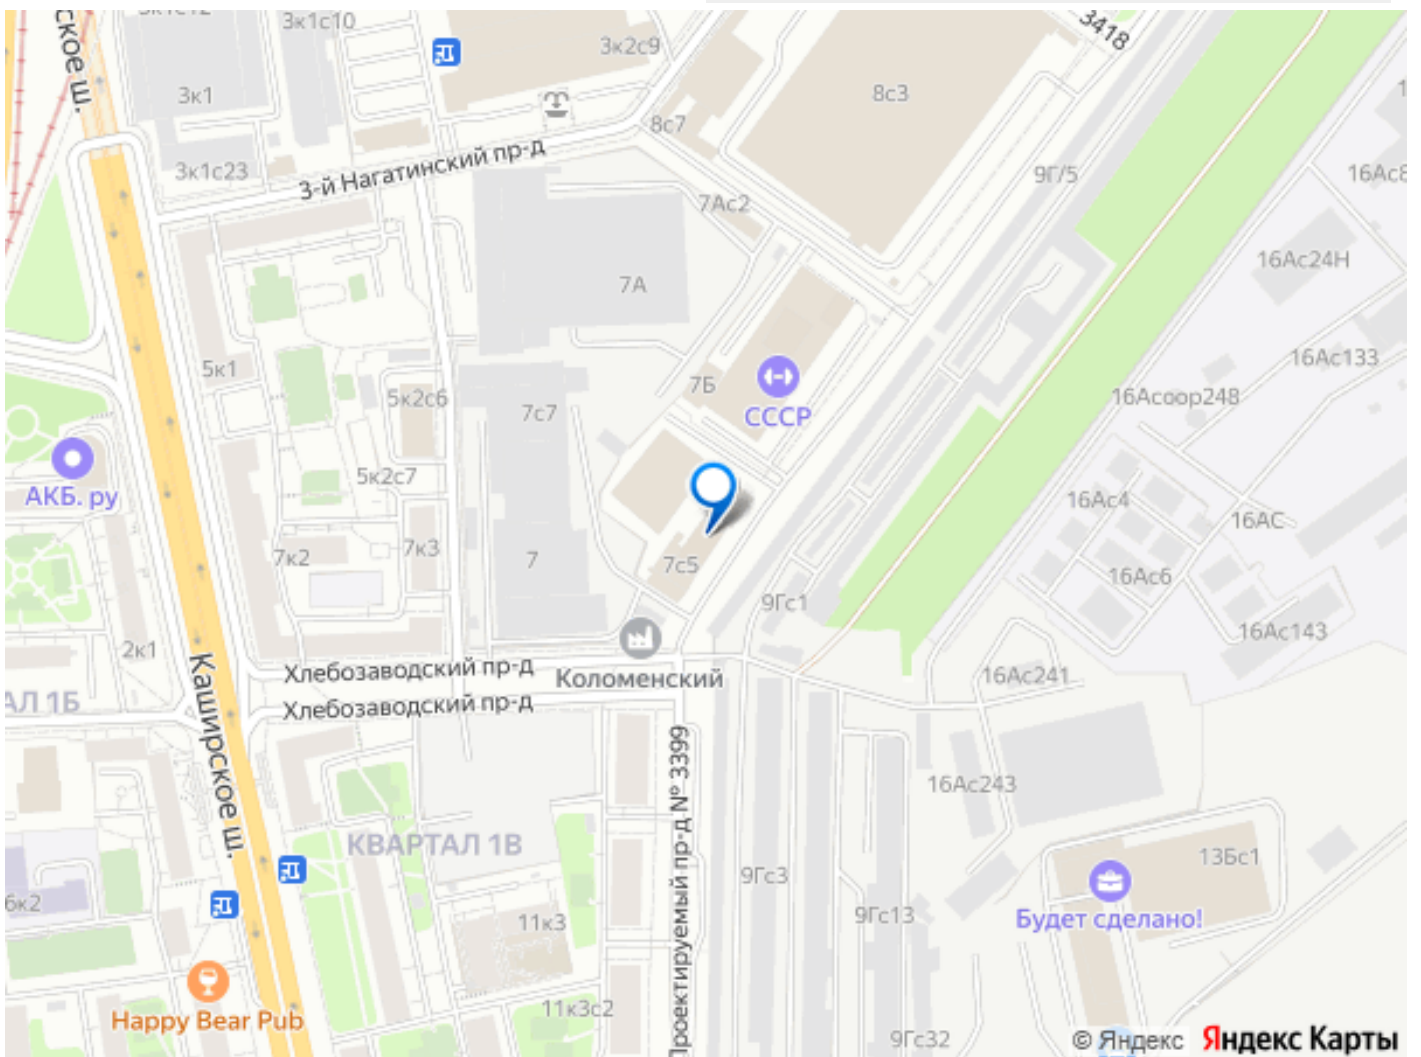 3к1с12
3к1с10
ское ш.
3418
3к2с9
3к1
8с3
8с7
3-й Нагатинский пр-д
3к1с23
9Г/5
16Ас8
7Ас2
16Ас24Н
7А
16Ас133
5к1
7Б
5к2с6
16Асоор248
СССР
7с7
5к2с7
АКБ. ру
16Ас4
16АС
7к2
7к3
7
7с5
16Ас6
9Гс1
16Ас143
2к1
Хлебозаводский пр-д
Коломенский
16Ас241
АЛ 1Б
Хлебозаводский пр-д
Каширское ш.
Проектируемый пр-д № 3399
16Ас243
КВАРТАЛ 1В
13Бс1
9Гс3
6к2
11к3
9Гс13
Будет сделано!
11к3с2
Happy Bear Pub
9Гс32
© Яндекс Яндекс Карты